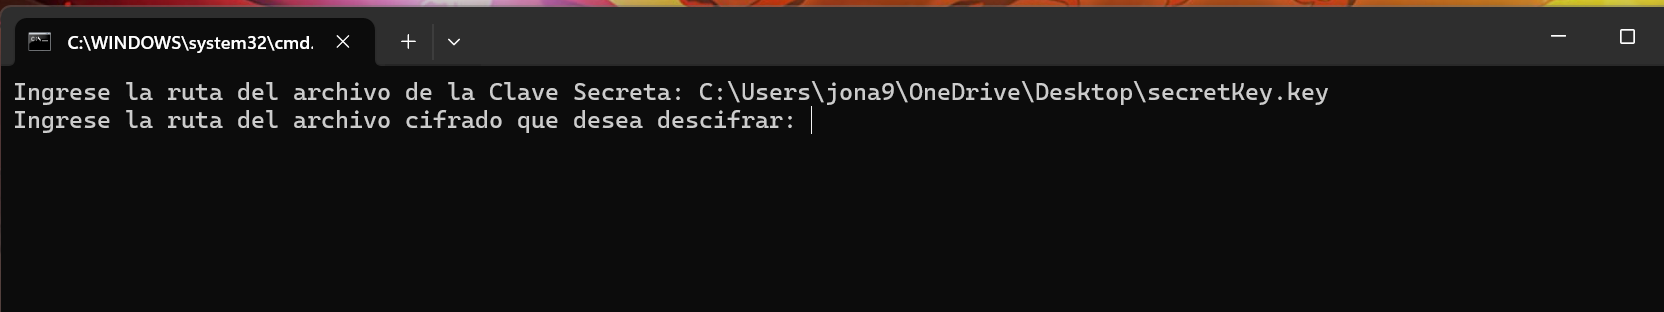 C:\WINDOWS\system32\cmd.
Ingrese la ruta del archivo de la Clave Secreta: C:\Users\jona9\OneDrive\Desktop\secretKey.key
Ingrese la ruta del archivo cifrado que desea descifrar: